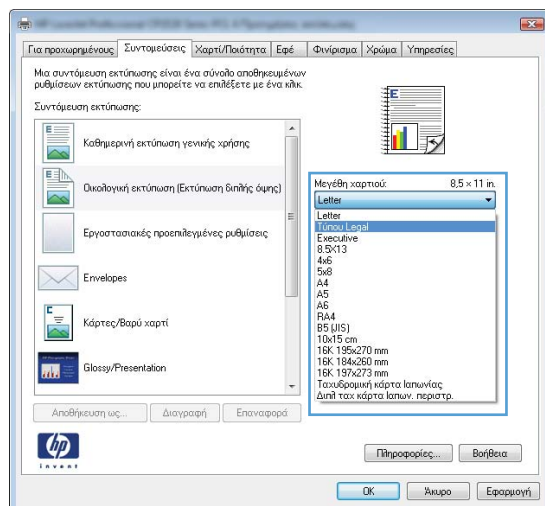 Για προχωρημένους Συντομεύσεις Χαρτί/Ποιότητα Εφέ Φινίρισμα Χρώμα Υπηρεσίες
Μια συντόμευση εκτύπωσης είναι ένα σύνολο αποθηκευμένων
ρυθμίσεων εκτύπωσης που μπορείτε να επιλέξετε με ένα κλικ.
Συντόμευση εκτύπωσης:
Καθημερινή εκτύπωση γενικής χρήσης
Οικολογική εκτύπωση (Εκτύπωση διπλής όψης)
Εργοστασιακές προεπιλεγμένες ρυθμίσεις
Envelopes
Κάρτες/Βαρύ χαρτί
Glossy/Presentation
Μεγέθη χαρτιού: 8,5 × 11 in.
Letter
Letter
Τύπου Legal
Executive
8.5X13
4x6
5x8
A4
A5
A6
RA4
B5 (JIS)
10x15 cm
16K 195x270 mm
16K 184x260 mm
16K 197x273 mm
Ταχυδρομική κάρτα Ιαπωνίας
Διπλ ταχ κάρτα Ιαπων. περιστρ.
Αποθήκευση ως... Διαγραφή Επαναφορά
hp
invent
Πληροφορίες... Βοήθεια
OK Άκυρο Εφαρμογή